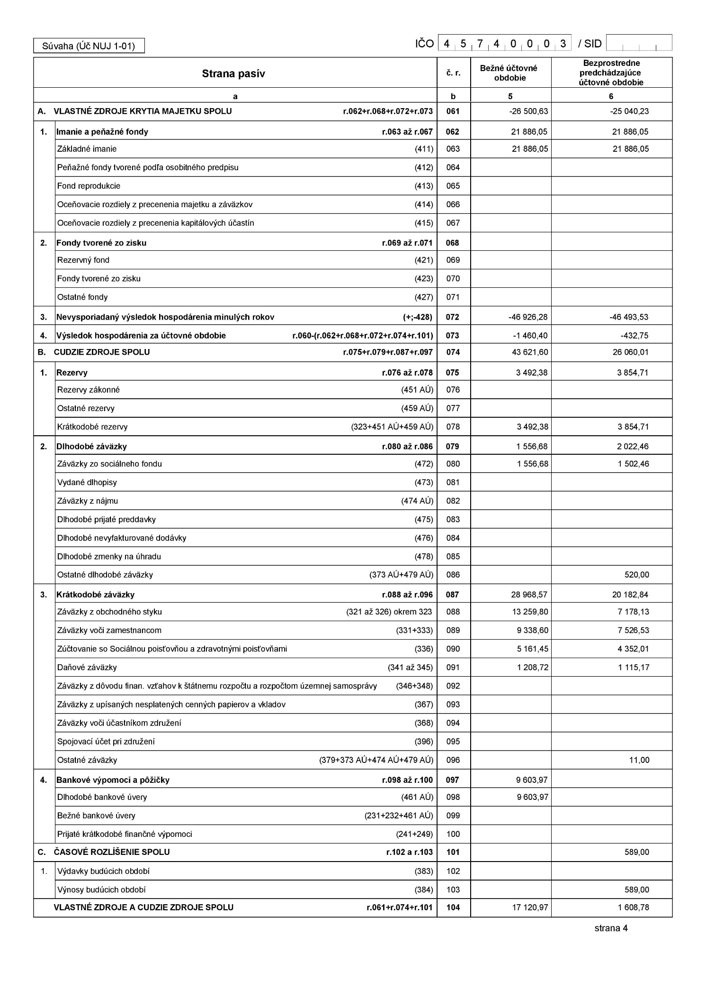 Súvaha (Úč NUJ 1-01) IČO 4 5 7 4 0 0 0 3 / SID
Strana pasív č. r. Bežné účtovné obdobie Bezprostredne predchádzajúce účtovné obdobie
a b 5 6
A. VLASTNÉ ZDROJE KRYTIA MAJETKU SPOLU r.062+r.068+r.072+r.073 061 -26 500,63 -25 040,23
1. Imanie a peňažné fondy r.063 až r.067 062 21 886,05 21 886,05
Základné imanie (411) 063 21 886,05 21 886,05
Peňažné fondy tvorené podľa osobitného predpisu (412) 064
Fond reprodukcie (413) 065
Oceňovacie rozdiely z precenenia majetku a záväzkov (414) 066
Oceňovacie rozdiely z precenenia kapitálových účastín (415) 067
2. Fondy tvorené zo zisku r.069 až r.071 068
Rezervný fond (421) 069
Fondy tvorené zo zisku (423) 070
Ostatné fondy (427) 071
3. Nevysporiadaný výsledok hospodárenia minulých rokov (+;-428) 072 -46 926,28 -46 493,53
4. Výsledok hospodárenia za účtovné obdobie r.060-(r.062+r.068+r.072+r.074+r.101) 073 -1 460,40 -432,75
B. CUDZIE ZDROJE SPOLU r.075+r.079+r.087+r.097 074 43 621,60 26 060,01
1. Rezervy r.076 až r.078 075 3 492,38 3 854,71
Rezervy zákonné (451 AÚ) 076
Ostatné rezervy (459 AÚ) 077
Krátkodobé rezervy (323+451 AÚ+459 AÚ) 078 3 492,38 3 854,71
2. Dlhodobé záväzky r.080 až r.086 079 1 556,68 2 022,46
Záväzky zo sociálneho fondu (472) 080 1 556,68 1 502,46
Vydané dlhopisy (473) 081
Záväzky z nájmu (474 AÚ) 082
Dlhodobé prijaté preddavky (475) 083
Dlhodobé nevyfakturované dodávky (476) 084
Dlhodobé zmenky na úhradu (478) 085
Ostatné dlhodobé záväzky (373 AÚ+479 AÚ) 086 520,00
3. Krátkodobé záväzky r.088 až r.096 087 28 968,57 20 182,84
Záväzky z obchodného styku (321 až 326) okrem 323 088 13 259,80 7 178,13
Záväzky voči zamestnancom (331+333) 089 9 338,60 7 526,53
Zúčtovanie so Sociálnou poisťovňou a zdravotnými poisťovňami (336) 090 5 161,45 4 352,01
Daňové záväzky (341 až 345) 091 1 208,72 1 115,17
Záväzky z dôvodu finan. vzťahov k štátnemu rozpočtu a rozpočtom územnej samosprávy (346+348) 092
Záväzky z upísaných nesplatených cenných papierov a vkladov (367) 093
Záväzky voči účastníkom združení (368) 094
Spojovací účet pri združení (396) 095
Ostatné záväzky (379+373 AÚ+474 AÚ+479 AÚ) 096 11,00
4. Bankové výpomoci a pôžičky r.098 až r.100 097 9 603,97
Dlhodobé bankové úvery (461 AÚ) 098 9 603,97
Bežné bankové úvery (231+232+461 AÚ) 099
Prijaté krátkodobé finančné výpomoci (241+249) 100
C. ČASOVÉ ROZLÍŠENIE SPOLU r.102 a r.103 101 589,00
1. Výdavky budúcich období (383) 102
Výnosy budúcich období (384) 103 589,00
VLASTNÉ ZDROJE A CUDZIE ZDROJE SPOLU r.061+r.074+r.101 104 17 120,97 1 608,78
strana 4